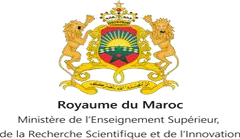 Royaume du Maroc
Ministère de l'Enseignement Supérieur,
de la Recherche Scientifique et de l'Innovation